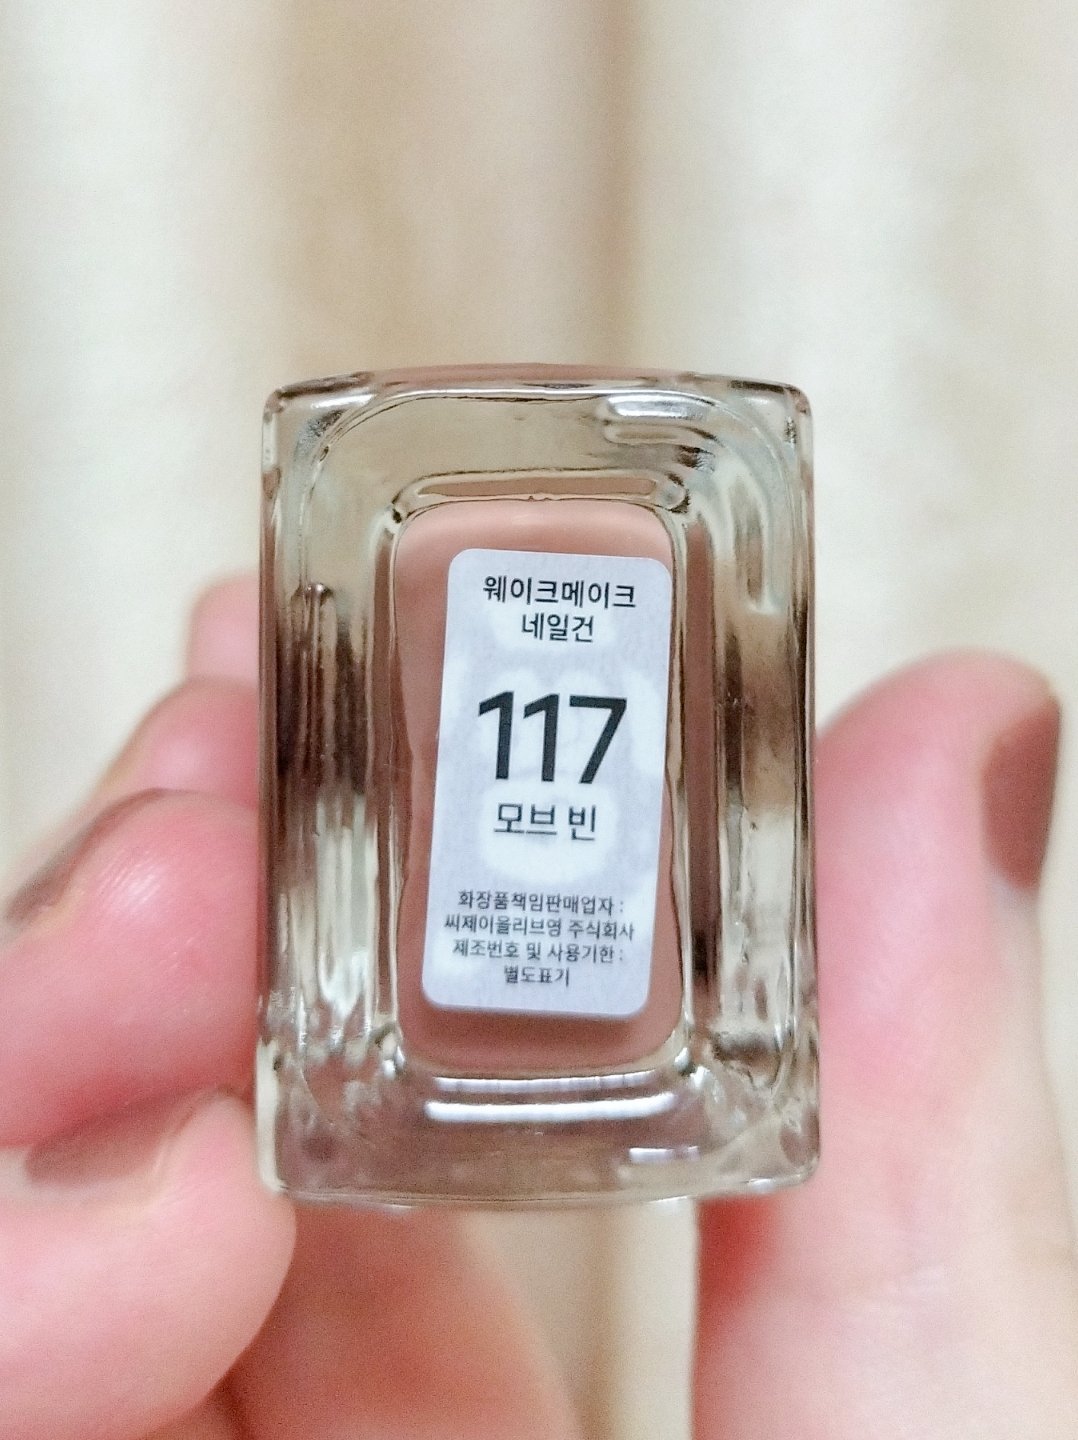 웨이크메이크
네일건
117
모브 빈
화장품책임판매업자 :
씨제이올리브영 주식회사
제조번호 및 사용기한 :
별도표기